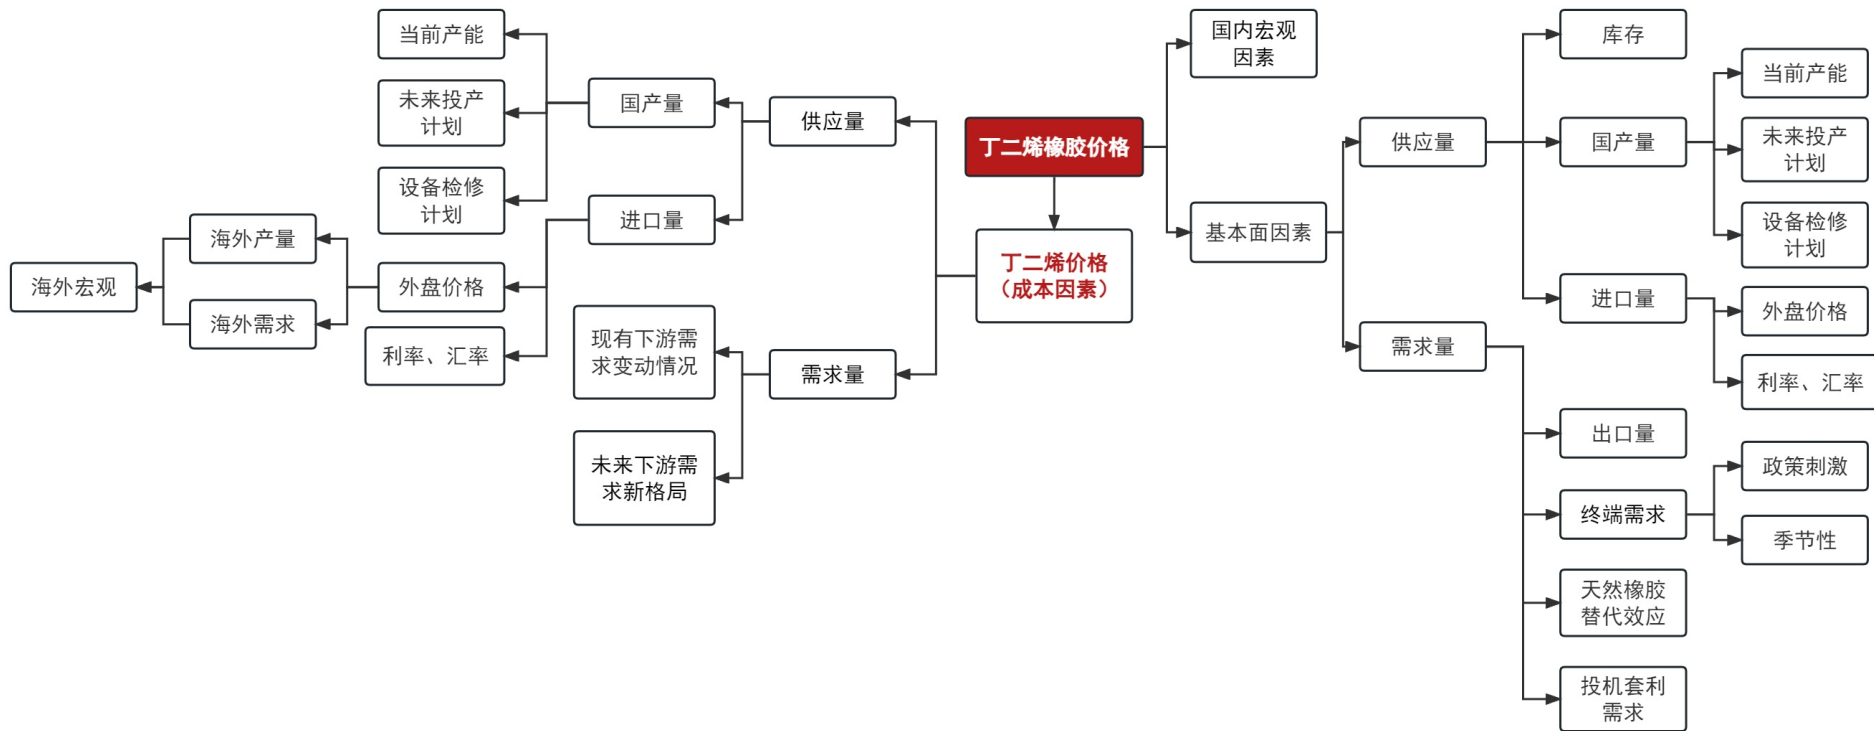 丁二烯橡胶价格
丁二烯价格
（成本因素）
供应量
国产量
当前产能
未来投产
计划
设备检修
计划
进口量
外盘价格
海外产量
海外需求
海外宏观
利率、汇率
需求量
现有下游需
求变动情况
未来下游需
求新格局
国内宏观
因素
基本面因素
供应量
库存
国产量
当前产能
未来投产
计划
设备检修
计划
进口量
外盘价格
利率、汇率
需求量
出口量
终端需求
政策刺激
季节性
天然橡胶
替代效应
投机套利
需求